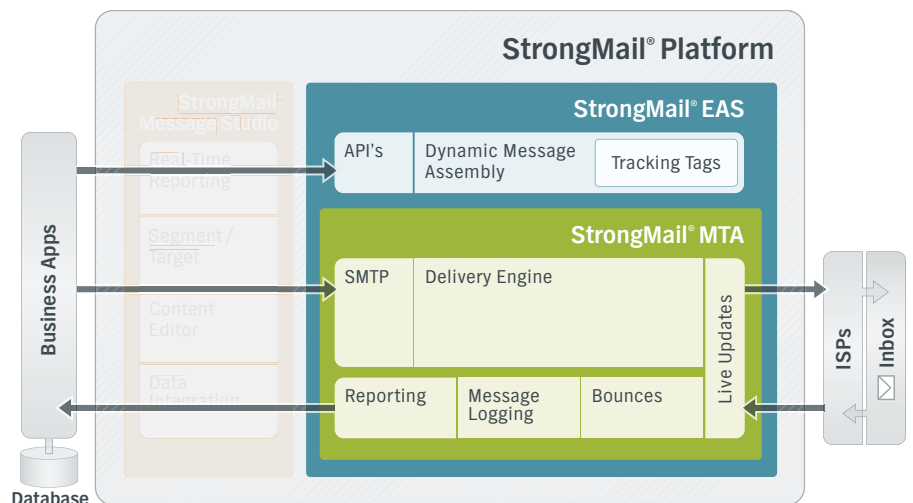 StrongMail® Platform
StrongMail
Message Studio
Real-Time
Reporting
Segment /
Target
Content
Editor
Data
Integration
StrongMail® EAS
API's
Dynamic Message
Assembly
Tracking Tags
StrongMail® MTA
SMTP
Delivery Engine
Live Updates
Reporting
Message
Logging
Bounces
Business Apps
Database
ISPs
Inbox